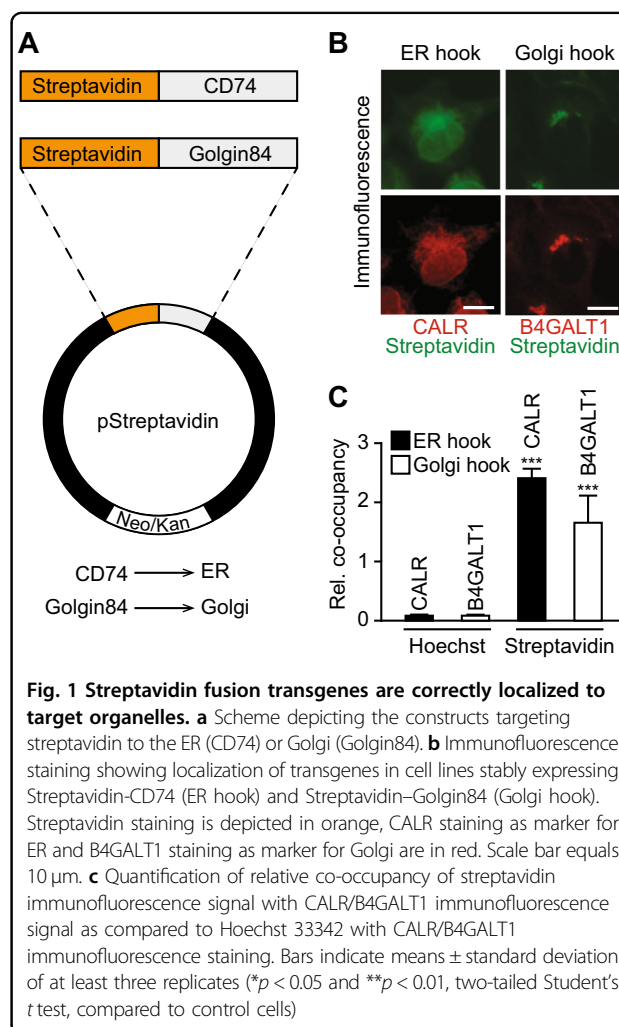 A
Streptavidin CD74
Streptavidin Golgin84
pStreptavidin
Neo/Kan
CD74 ⟶ ER
Golgin84 ⟶ Golgi
B
ER hook Golgi hook
Immunofluorescence
CALR B4GALT1
Streptavidin Streptavidin
C
ER hook
Golgi hook
Rel. co-occupancy
3
2
1
0
CALR
B4GALT1
*** CALR
*** B4GALT1
Hoechst Streptavidin
Fig. 1 Streptavidin fusion transgenes are correctly localized to
target organelles. a Scheme depicting the constructs targeting
streptavidin to the ER (CD74) or Golgi (Golgin84). b Immunofluorescence
staining showing localization of transgenes in cell lines stably expressing
Streptavidin-CD74 (ER hook) and Streptavidin–Golgin84 (Golgi hook).
Streptavidin staining is depicted in orange, CALR staining as marker for
ER and B4GALT1 staining as marker for Golgi are in red. Scale bar equals
10 µm. c Quantification of relative co-occupancy of streptavidin
immunofluorescence signal with CALR/B4GALT1 immunofluorescence
signal as compared to Hoechst 33342 with CALR/B4GALT1
immunofluorescence staining. Bars indicate means ± standard deviation
of at least three replicates (*p < 0.05 and **p < 0.01, two-tailed Student's
t test, compared to control cells)